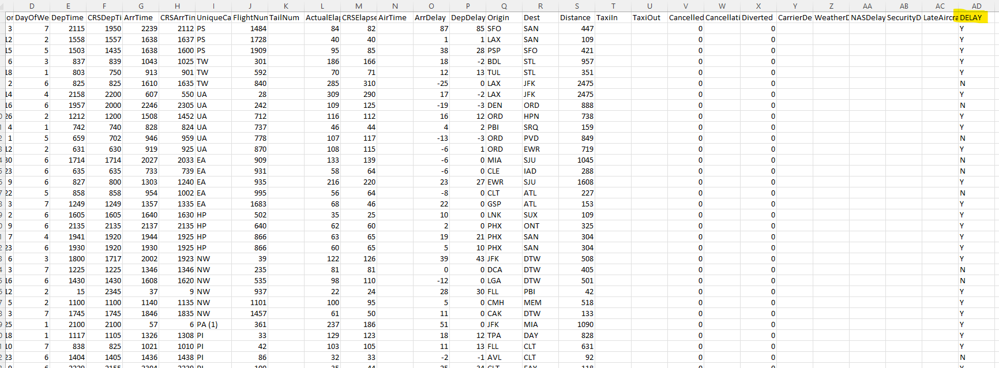 D E F G H I J K L M N O P Q R S T U V W X Y Z AA AB AC AD
or DayOfWe DepTime CRSDepTi ArrTime CRSArrTin UniqueCa FlightNun TailNum ActualElap CRSElapse AirTime ArrDelay DepDelay Origin Dest Distance TaxiIn TaxiOut Cancelled Cancellati Diverted CarrierDe WeatherD NASDelay SecurityD LateAircra DELAY
3 7 2115 1950 2239 2112 PS 1484 84 82 87 85 SFO SAN 447 0 0 Y
12 2 1558 1557 1638 1637 PS 1728 40 40 1 1 LAX SAN 109 0 0 Y
15 5 1503 1435 1638 1600 PS 1909 95 85 38 28 PSP SFO 421 0 0 Y
6 3 837 839 1043 1025 TW 301 186 166 18 -2 BDL STL 957 0 0 Y
18 1 803 750 913 901 TW 592 70 71 12 13 TUL STL 351 0 0 Y
2 6 825 825 1610 1635 TW 840 285 310 -25 0 LAX JFK 2475 0 0 N
14 4 2158 2200 607 550 UA 28 309 290 17 -2 LAX JFK 2475 0 0 Y
16 6 1957 2000 2246 2305 UA 242 109 125 -19 -3 DEN ORD 888 0 0 N
26 2 1212 1200 1508 1452 UA 712 116 112 16 12 ORD HPN 738 0 0 Y
4 1 742 740 828 824 UA 737 46 44 4 2 PBI SRQ 159 0 0 Y
1 5 659 702 946 959 UA 778 107 117 -13 -3 ORD PVD 849 0 0 N
12 2 631 630 919 925 UA 870 108 115 -6 1 ORD EWR 719 0 0 Y
30 6 1714 1714 2027 2033 EA 909 133 139 -6 0 MIA SJU 1045 0 0 N
23 6 635 635 733 739 EA 931 58 64 -6 0 CLE IAD 288 0 0 N
9 6 827 800 1303 1240 EA 935 216 220 23 27 EWR SJU 1608 0 0 Y
22 5 858 858 954 1002 EA 995 56 64 -8 0 CLT ATL 227 0 0 N
3 7 1249 1249 1357 1335 EA 1683 68 46 22 0 GSP ATL 153 0 0 Y
2 6 1605 1605 1640 1630 HP 502 35 25 10 0 LNK SUX 109 0 0 Y
9 6 2135 2135 2137 2135 HP 640 62 60 2 0 PHX ONT 325 0 0 Y
7 4 1941 1920 1944 1925 HP 866 63 65 19 21 PHX SAN 304 0 0 Y
23 6 1930 1920 1930 1925 HP 866 60 65 5 10 PHX SAN 304 0 0 Y
6 3 1800 1717 2002 1923 NW 39 122 126 39 43 JFK DTW 508 0 0 Y
3 7 1225 1225 1346 1346 NW 235 81 81 0 0 DCA DTW 405 0 0 N
16 6 1430 1430 1608 1620 NW 535 98 110 -12 0 LGA DTW 501 0 0 N
12 2 15 2345 37 9 NW 937 22 24 28 30 FLL PBI 42 0 0 Y
5 2 1100 1100 1140 1135 NW 1101 100 95 5 0 CMH MEM 518 0 0 Y
3 7 1745 1745 1846 1835 NW 1457 61 50 11 0 CAK DTW 133 0 0 Y
25 1 2100 2100 57 6 PA (1) 361 237 186 51 0 JFK MIA 1090 0 0 Y
18 1 1117 1105 1326 1308 PI 33 129 123 18 12 TPA DAY 828 0 0 Y
10 7 838 825 1021 1010 PI 42 103 105 11 13 FLL CLT 631 0 0 Y
23 6 1404 1405 1436 1438 PI 86 32 33 -2 -1 AVL CLT 92 0 0 N